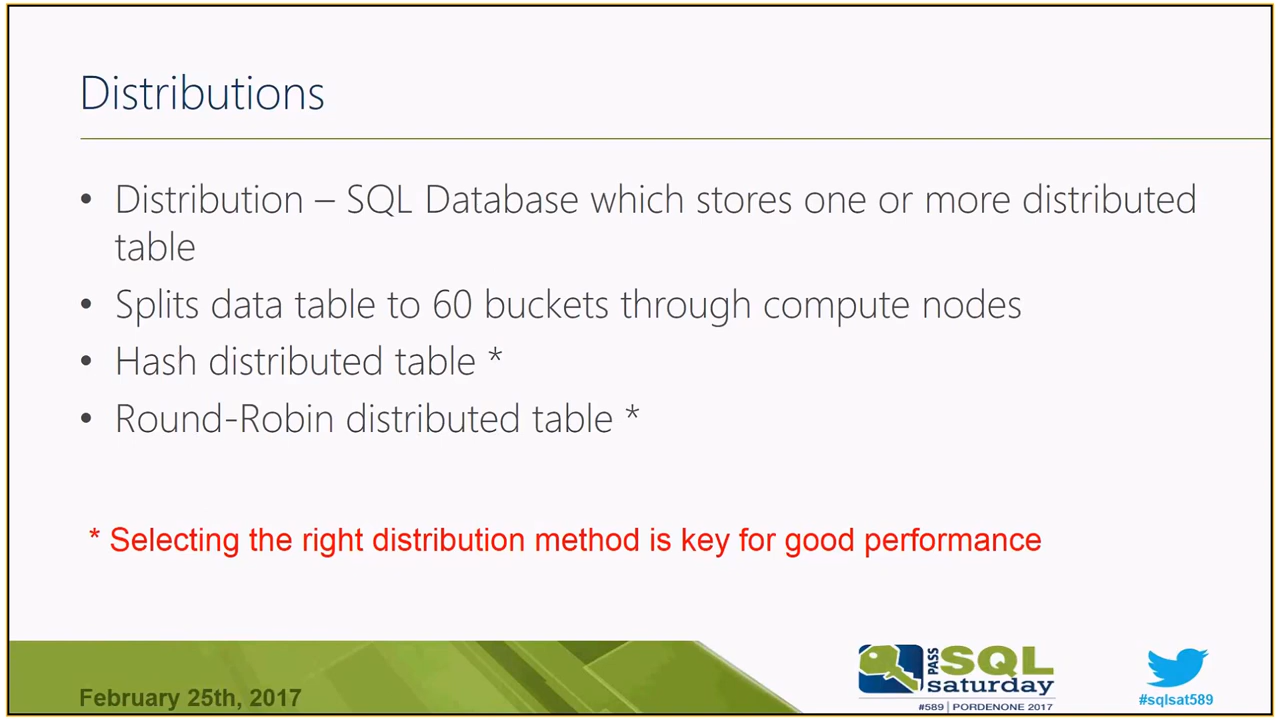 Distributions
• Distribution – SQL Database which stores one or more distributed
table
• Splits data table to 60 buckets through compute nodes
• Hash distributed table *
• Round-Robin distributed table *
* Selecting the right distribution method is key for good performance
February 25th, 2017
PASS
SQL
saturday
#589 | PORDENONE 2017
#sqlsat589